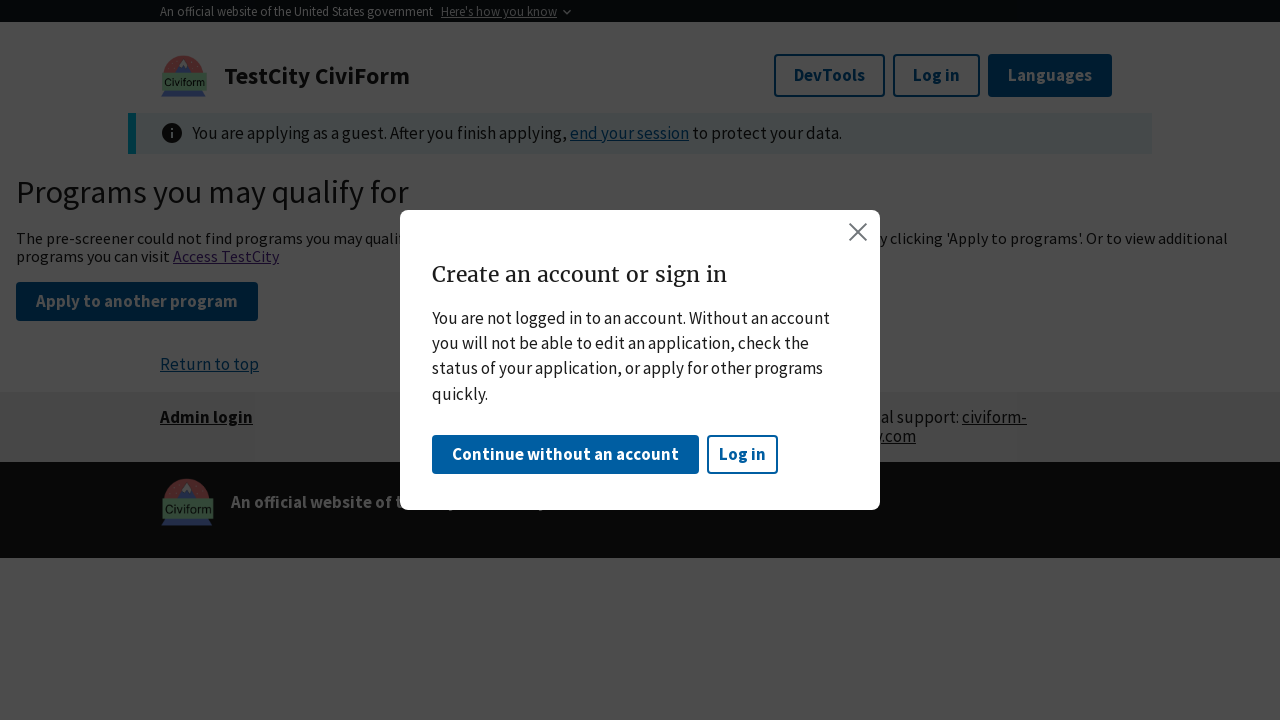 An official website of the United States government Here's how you know
Civiform
TestCity CiviForm
DevTools
Log in
Languages
You are applying as a guest. After you finish applying, end your session to protect your data.
Programs you may qualify for
The pre-screener could not find programs you may qualif
y clicking 'Apply to programs'. Or to view additional
programs you can visit Access TestCity
Apply to another program
Create an account or sign in
You are not logged in to an account. Without an account
you will not be able to edit an application, check the
status of your application, or apply for other programs
quickly.
Continue without an account
Log in
Return to top
Admin login
al support: civiform-
y.com
Civiform
An official website of t